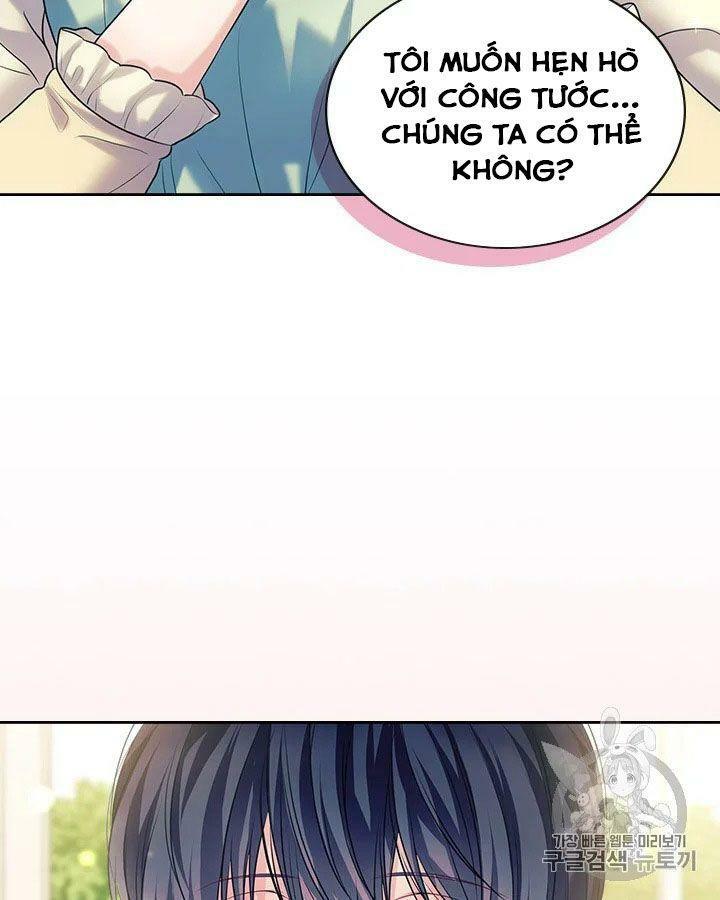 TÔI MUỐN HẸN HÒ
VỚI CÔNG TƯỚC...
CHÚNG TA CÓ THỂ
KHÔNG?
가장 빠른 웹툰 미리보기
구글검색 뉴토끼